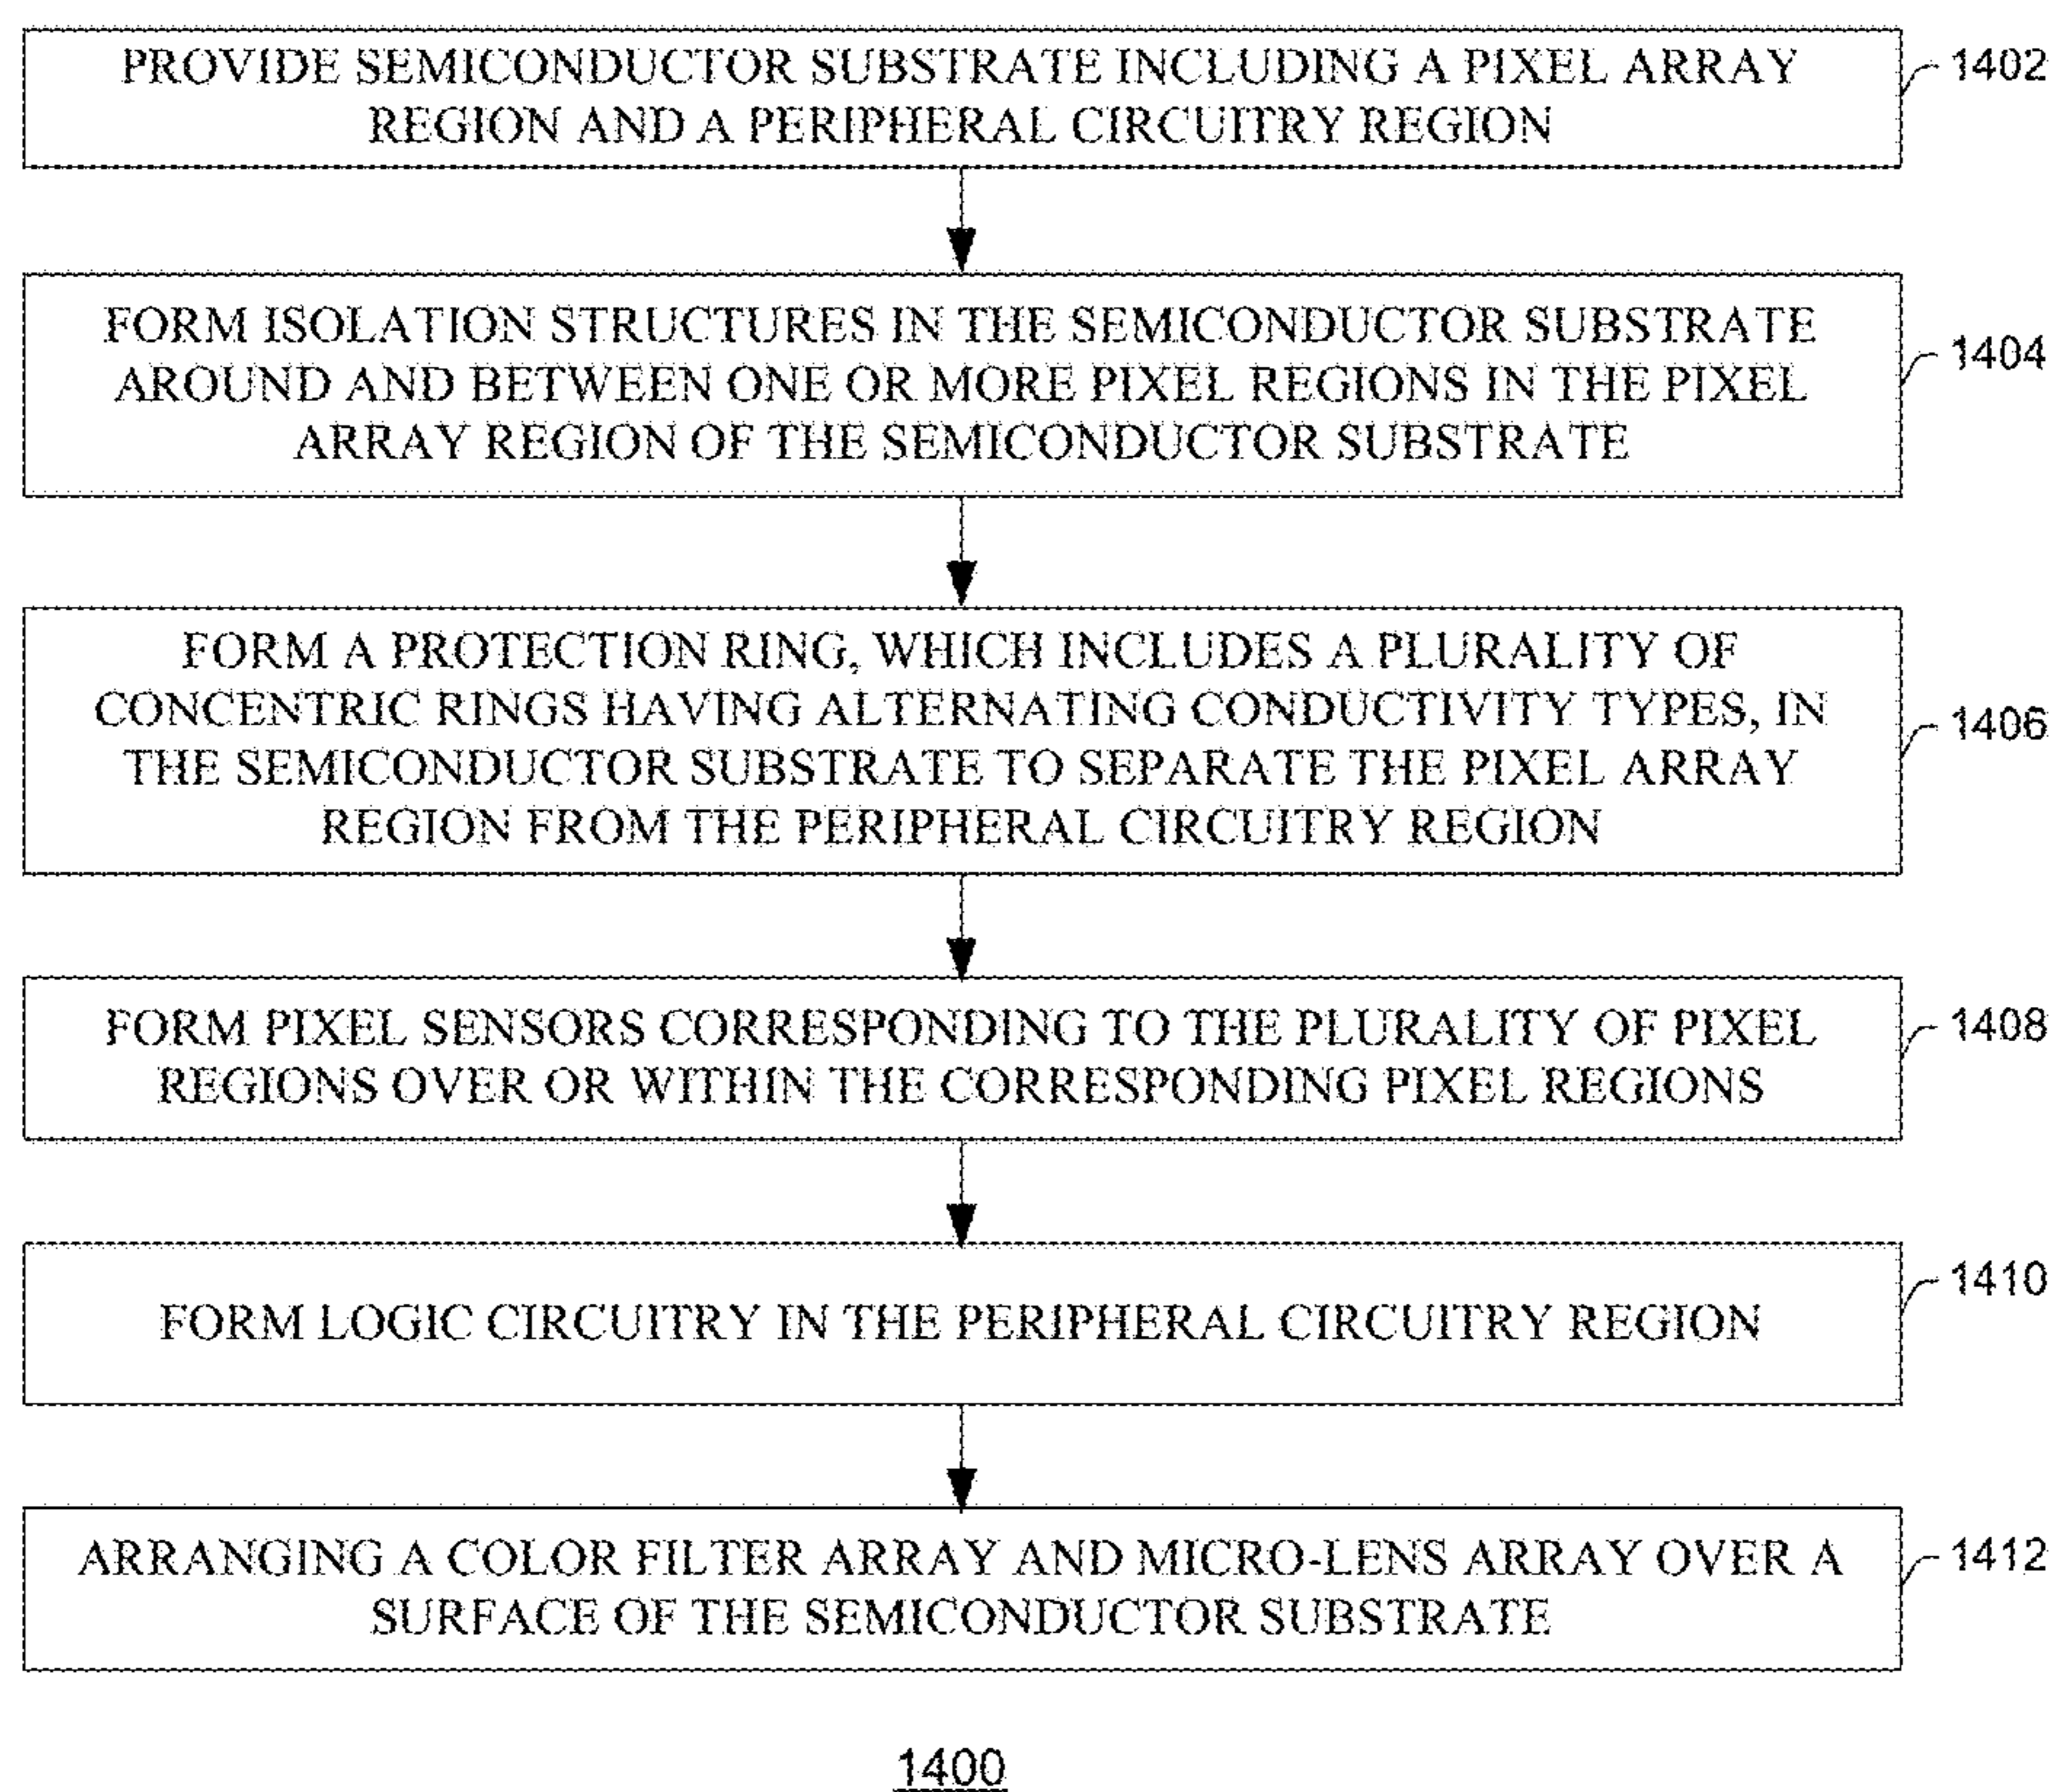 PROVIDE SEMICONDUCTOR SUBSTRATE INCLUDING A PIXEL ARRAY
REGION AND A PERIPHERAL CIRCUITRY REGION
1402
FORM ISOLATION STRUCTURES IN THE SEMICONDUCTOR SUBSTRATE
AROUND AND BETWEEN ONE OR MORE PIXEL REGIONS IN THE PIXEL
ARRAY REGION OF THE SEMICONDUCTOR SUBSTRATE
1404
FORM A PROTECTION RING, WHICH INCLUDES A PLURALITY OF
CONCENTRIC RINGS HAVING ALTERNATING CONDUCTIVITY TYPES, IN
THE SEMICONDUCTOR SUBSTRATE TO SEPARATE THE PIXEL ARRAY
REGION FROM THE PERIPHERAL CIRCUITRY REGION
1406
FORM PIXEL SENSORS CORRESPONDING TO THE PLURALITY OF PIXEL
REGIONS OVER OR WITHIN THE CORRESPONDING PIXEL REGIONS
1408
FORM LOGIC CIRCUITRY IN THE PERIPHERAL CIRCUITRY REGION
1410
ARRANGING A COLOR FILTER ARRAY AND MICRO-LENS ARRAY OVER A
SURFACE OF THE SEMICONDUCTOR SUBSTRATE
1412
1400